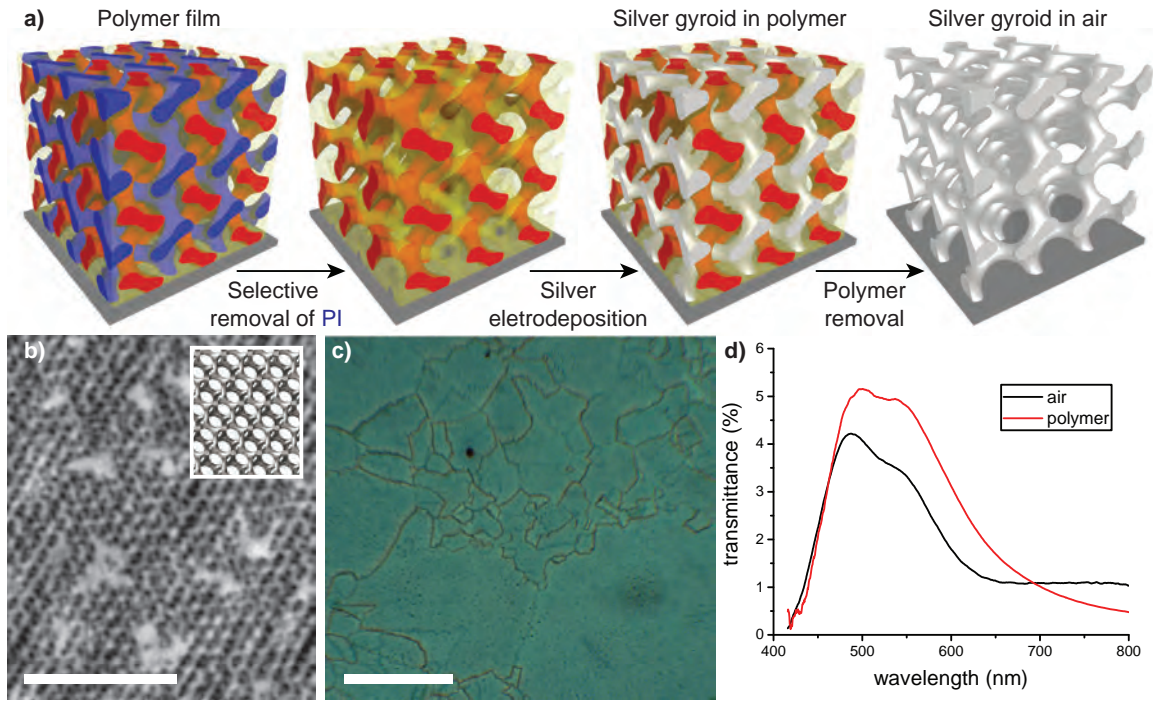 a)
Polymer film
Silver gyroid in polymer
Silver gyroid in air
Selective
removal of PI
Silver
eletrodeposition
Polymer
removal
b)
c)
d)
transmittance (%)
6
5
4
3
2
1
0
air
polymer
400
500
600
700
800
wavelength (nm)